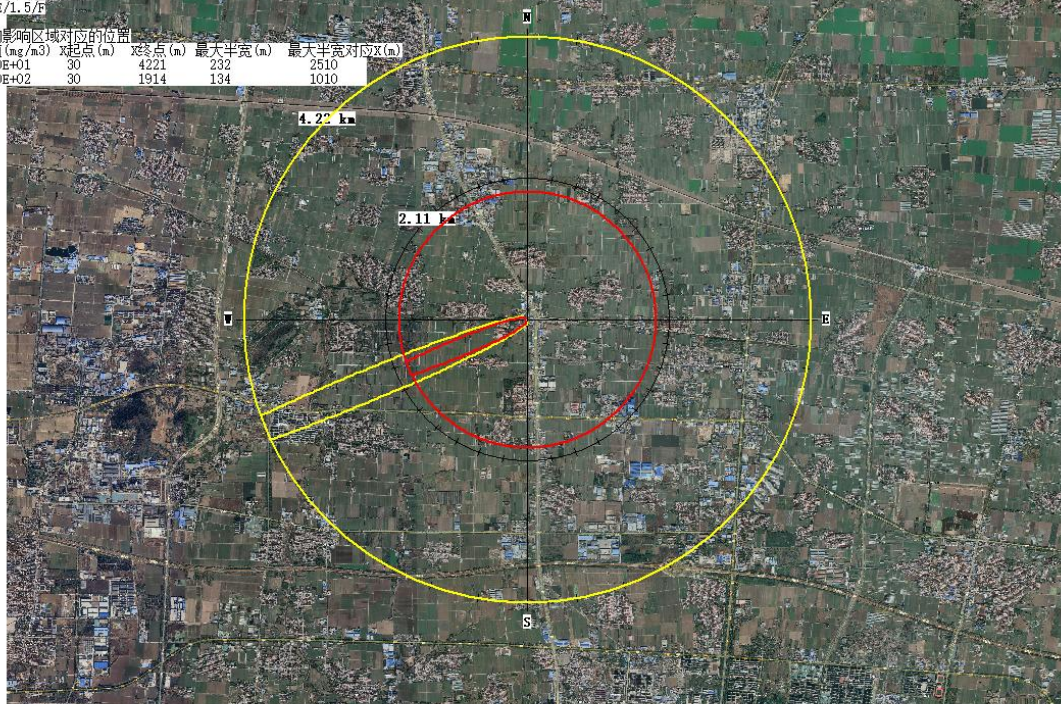 /1.5/F
影响区域对应的位置
(mg/m3) X起点(m) X终点(m) 最大半宽(m) 最大半宽对应X(m)
0E+01 30 4221 232 2510
0E+02 30 1914 134 1010
N
4.22 km
2.11 km
W
E
S